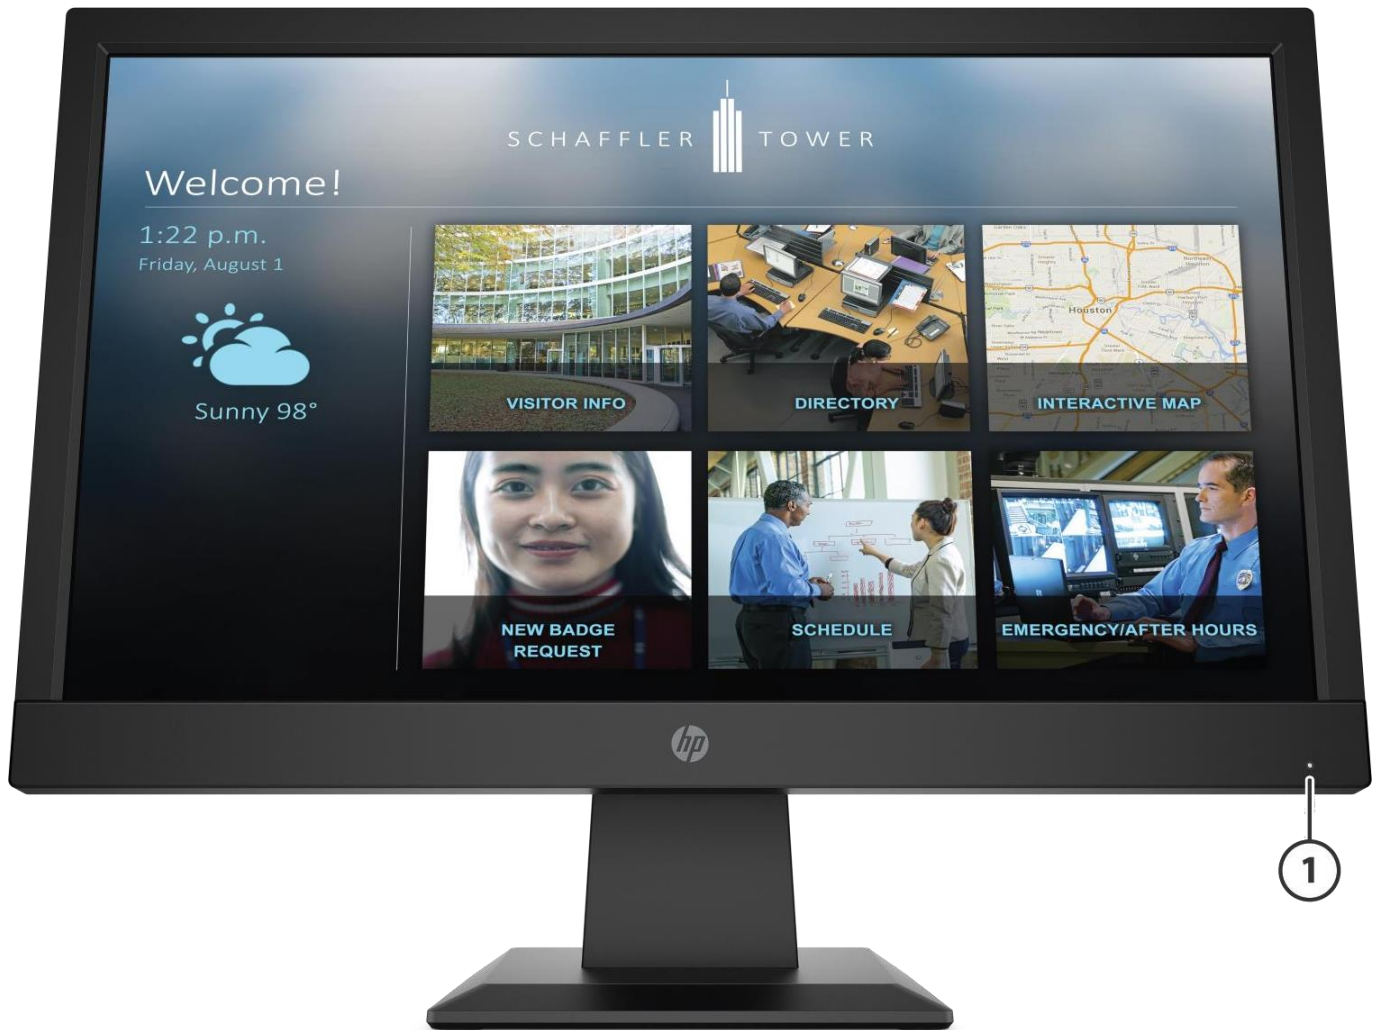 SCHAFFLER TOWER
Welcome!
1:22 p.m.
Friday, August 1
Sunny 98°
VISITOR INFO
DIRECTORY
Houston
INTERACTIVE MAP
NEW BADGE
REQUEST
SCHEDULE
EMERGENCY/AFTER HOURS
hp
1